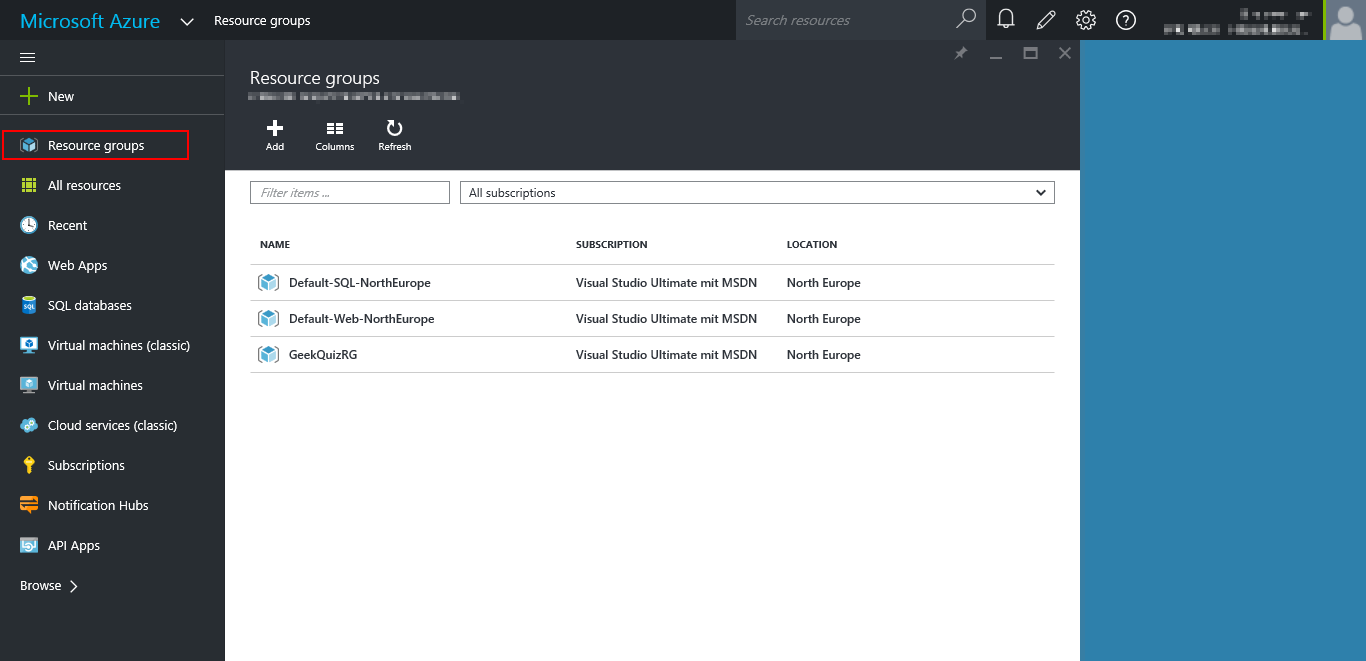 Microsoft Azure Resource groups Search resources
New
Resource groups
All resources
Recent
Web Apps
SQL databases
Virtual machines (classic)
Virtual machines
Cloud services (classic)
Subscriptions
Notification Hubs
API Apps
Browse
Resource groups
Add Columns Refresh
Filter items ... All subscriptions
NAME SUBSCRIPTION LOCATION
Default-SQL-NorthEurope Visual Studio Ultimate mit MSDN North Europe
Default-Web-NorthEurope Visual Studio Ultimate mit MSDN North Europe
GeekQuizRG Visual Studio Ultimate mit MSDN North Europe